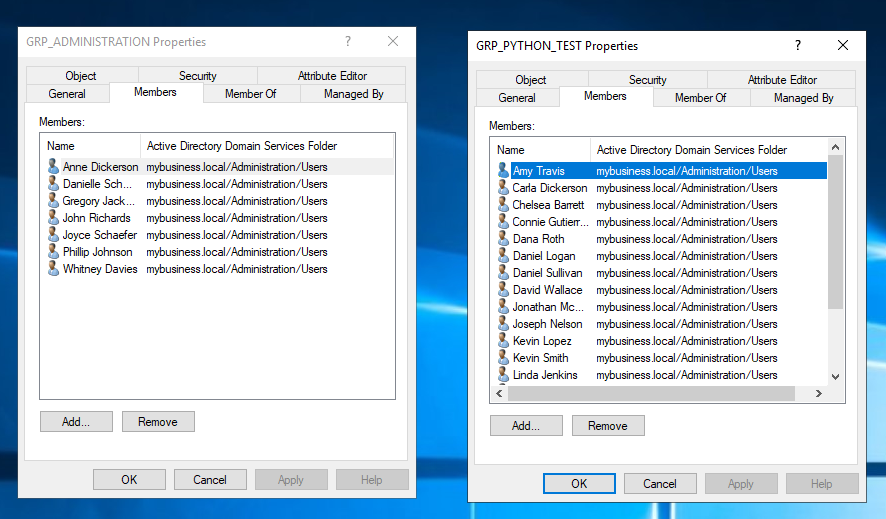 GRP_ADMINISTRATION Properties
Object Security Attribute Editor
General Members Member Of Managed By
Members:
Name Active Directory Domain Services Folder
Anne Dickerson mybusiness.local/Administration/Users
Danielle Sch... mybusiness.local/Administration/Users
Gregory Jack... mybusiness.local/Administration/Users
John Richards mybusiness.local/Administration/Users
Joyce Schaefer mybusiness.local/Administration/Users
Phillip Johnson mybusiness.local/Administration/Users
Whitney Davies mybusiness.local/Administration/Users
Add... Remove
OK Cancel Apply Help
GRP_PYTHON_TEST Properties
Object Security Attribute Editor
General Members Member Of Managed By
Members:
Name Active Directory Domain Services Folder
Amy Travis mybusiness.local/Administration/Users
Carla Dickerson mybusiness.local/Administration/Users
Chelsea Barrett mybusiness.local/Administration/Users
Connie Gutierr... mybusiness.local/Administration/Users
Dana Roth mybusiness.local/Administration/Users
Daniel Logan mybusiness.local/Administration/Users
Daniel Sullivan mybusiness.local/Administration/Users
David Wallace mybusiness.local/Administration/Users
Jonathan Mc... mybusiness.local/Administration/Users
Joseph Nelson mybusiness.local/Administration/Users
Kevin Lopez mybusiness.local/Administration/Users
Kevin Smith mybusiness.local/Administration/Users
Linda Jenkins mybusiness.local/Administration/Users
Add... Remove
OK Cancel Apply Help